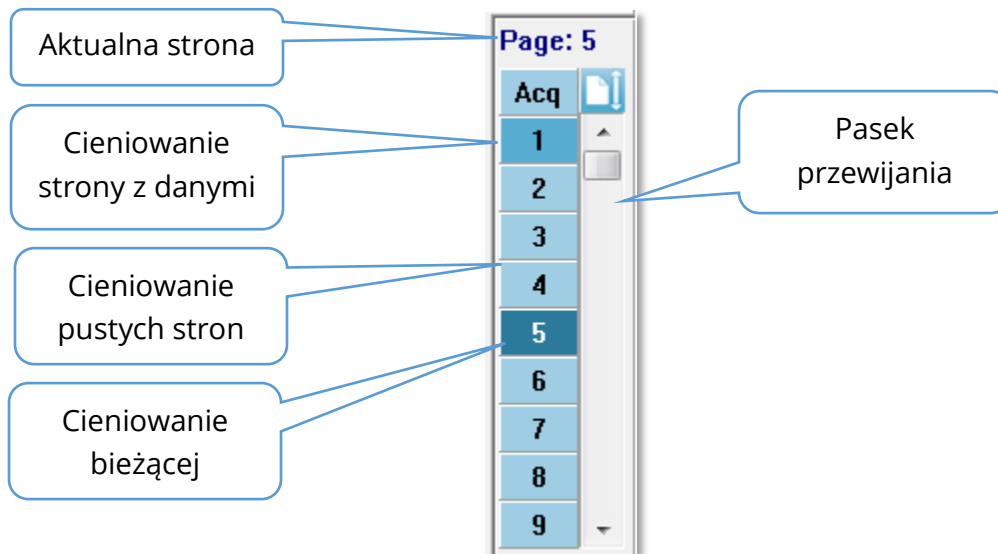 Aktualna strona
Cieniowanie
strony z danymi
Cieniowanie
pustych stron
Cieniowanie
bieżącej
Page: 5
Acq
1
2
3
4
5
6
7
8
9
Pasek
przewijania